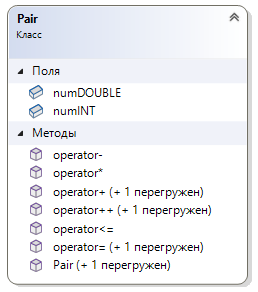 Pair
Класс
Поля
numDOUBLE
numINT
Методы
operator-
operator*
operator+ (+ 1 перегружен)
operator++ (+ 1 перегружен)
operator<=
operator= (+ 1 перегружен)
Pair (+ 1 перегружен)